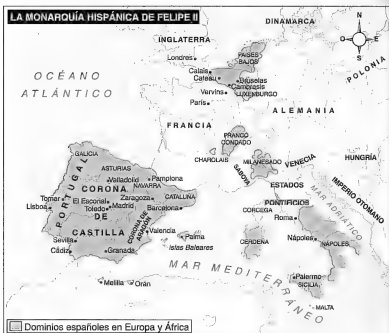 LA MONARQUÍA HISPÁNICA DE FELIPE II
DINAMARCA
N
O
E
S
INGLATERRA
Londres
PAISES
BAJOS
POLONIA
Calais
Cateau
Bruselas
Cambrasis
LUXEMBURGO
OCÉANO
ATLÁNTICO
Vervins
París
ALEMANIA
FRANCIA
FRANCO
CONDADO
CHAROLAIS
MILANESADO
VENECIA
HUNGRÍA
SABOYA
GALICIA
ASTURIAS
Valladolid
Pamplona
NAVARRA
ESTADOS
PONTIFICIOS
IMPERIO OTOMANO
MAR ADRIÁTICO
PORTUGAL
CORONA
DE
CASTILLA
Zaragoza
CATALUÑA
El Escorial
Barcelona
Tomar
Toledo
Madrid
Lisboa
CORONA DE
ARAGÓN
Valencia
CORCEGA
Roma
Palma
Islas Baleares
CERDEÑA
Nápoles
NÁPOLES
Sevilla
Cádiz
Granada
MAR MEDITERRÁNEO
Palermo
SICILIA
Melilla
Orán
MALTA
Dominios españoles en Europa y África